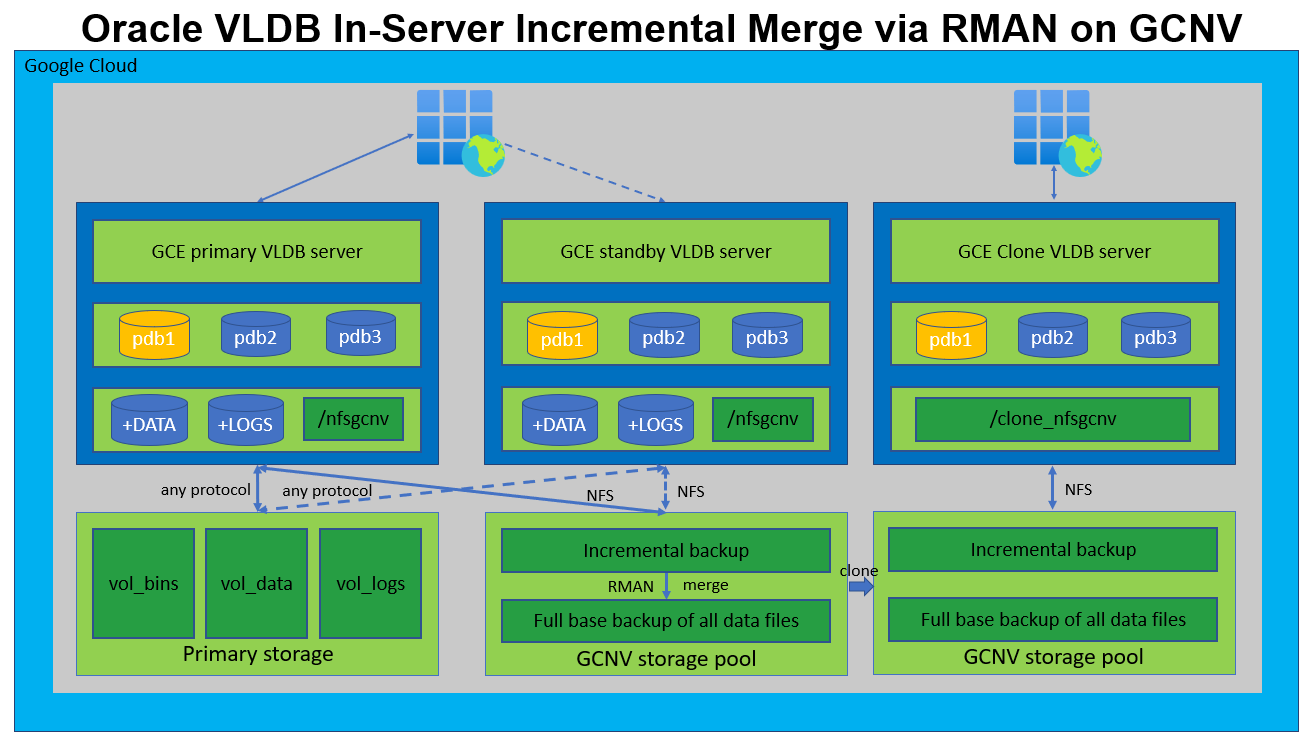 Oracle VLDB In-Server Incremental Merge via RMAN on GCNV
Google Cloud
GCE primary VLDB server
pdb1
pdb2
pdb3
+DATA
+LOGS
/nfsgcnv
GCE standby VLDB server
pdb1
pdb2
pdb3
+DATA
+LOGS
/nfsgcnv
GCE Clone VLDB server
pdb1
pdb2
pdb3
/clone_nfsgcnv
any protocol
any protocol
NFS
NFS
NFS
vol_bins
vol_data
vol_logs
Primary storage
Incremental backup
RMAN
merge
Full base backup of all data files
GCNV storage pool
clone
Incremental backup
Full base backup of all data files
GCNV storage pool